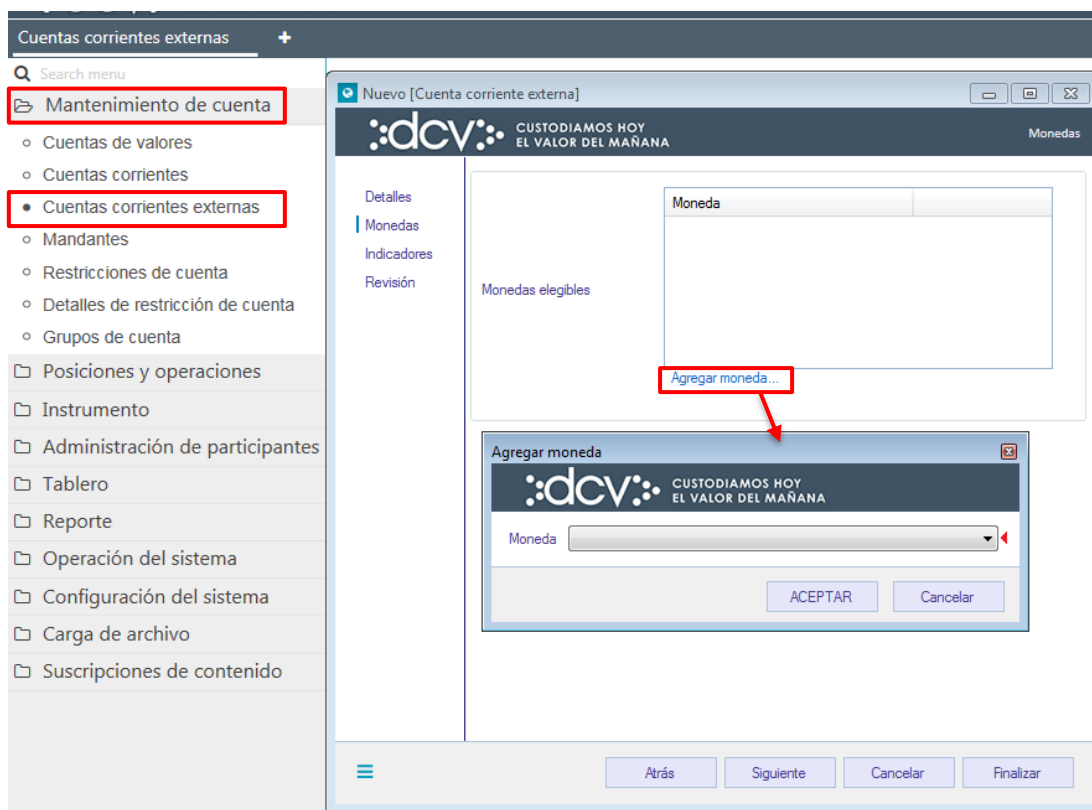 Cuentas corrientes externas +
Search menu
Mantenimiento de cuenta
Cuentas de valores
Cuentas corrientes
Cuentas corrientes externas
Mandantes
Restricciones de cuenta
Detalles de restricción de cuenta
Grupos de cuenta
Posiciones y operaciones
Instrumento
Administración de participantes
Tablero
Reporte
Operación del sistema
Configuración del sistema
Carga de archivo
Suscripciones de contenido
Nuevo [Cuenta corriente externa]
dcv CUSTODIAMOS HOY
EL VALOR DEL MAÑANA
Monedas
Detalles
Monedas
Indicadores
Revisión
Moneda
Monedas elegibles
Agregar moneda...
Agregar moneda
dcv CUSTODIAMOS HOY
EL VALOR DEL MAÑANA
Moneda
ACEPTAR Cancelar
Atrás Siguiente Cancelar Finalizar